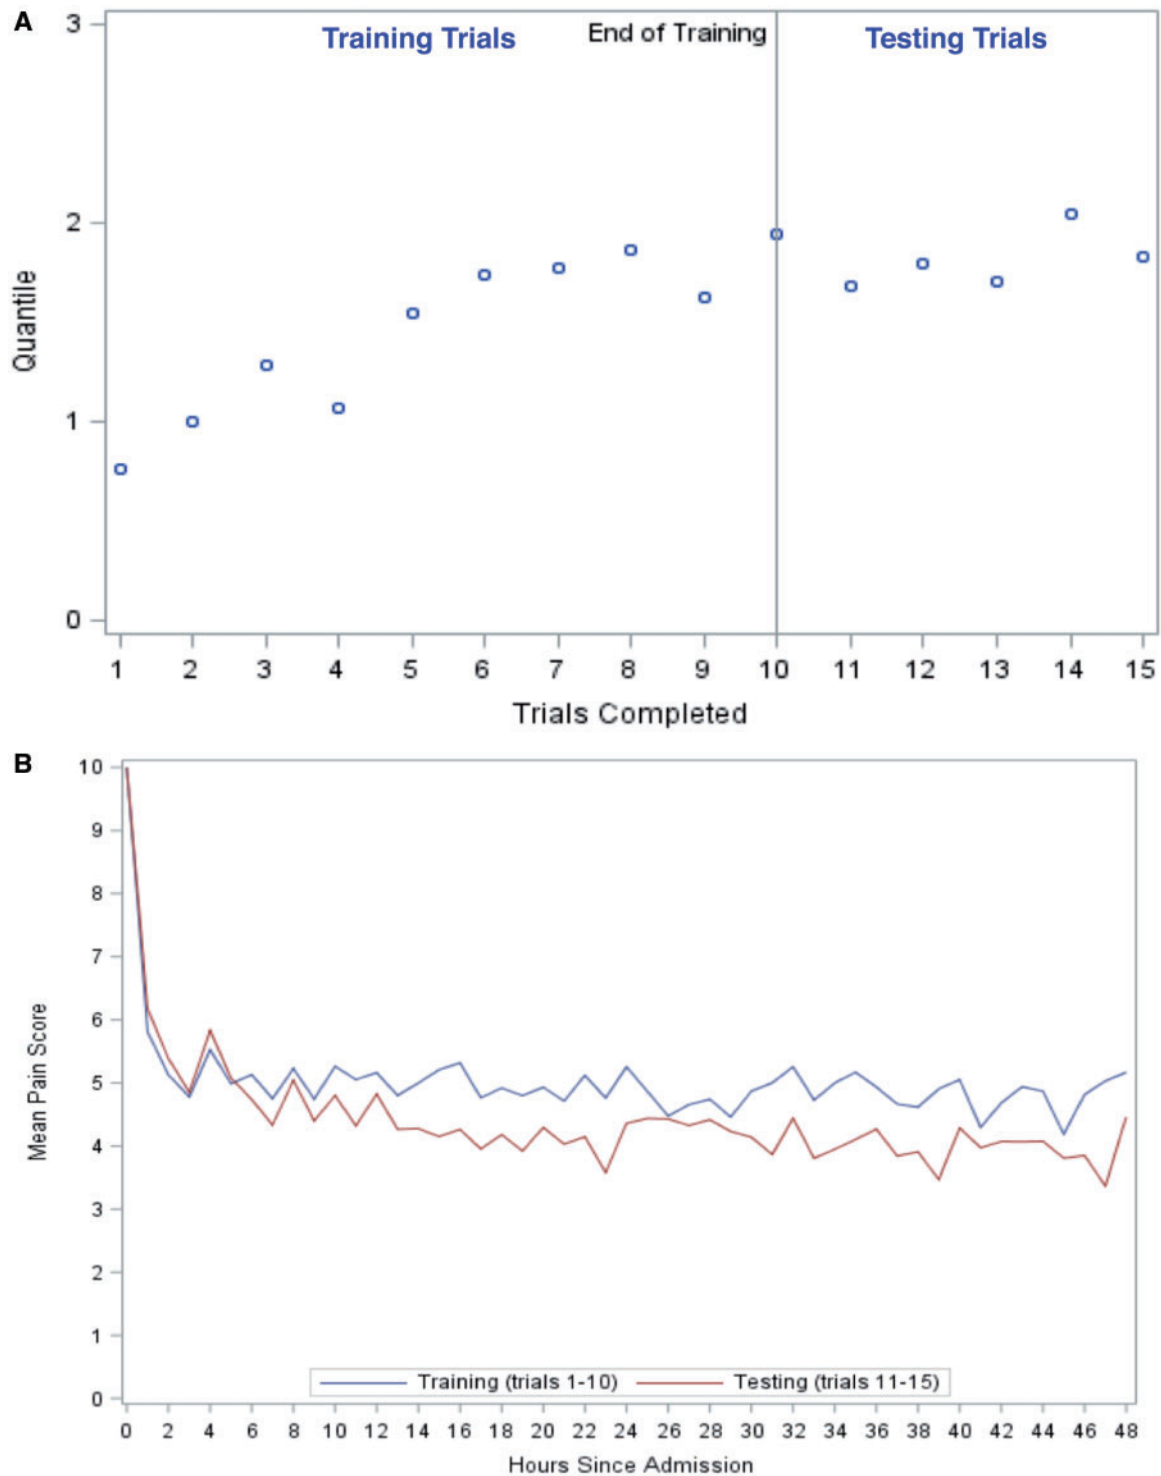 A
Training Trials
End of Training
Testing Trials
3
2
1
0
Quantile
1 2 3 4 5 6 7 8 9 10 11 12 13 14 15
Trials Completed
B
10
9
8
7
6
5
4
3
2
1
0
Mean Pain Score
Training (trials 1-10) Testing (trials 11-15)
0 2 4 6 8 10 12 14 16 18 20 22 24 26 28 30 32 34 36 38 40 42 44 46 48
Hours Since Admission